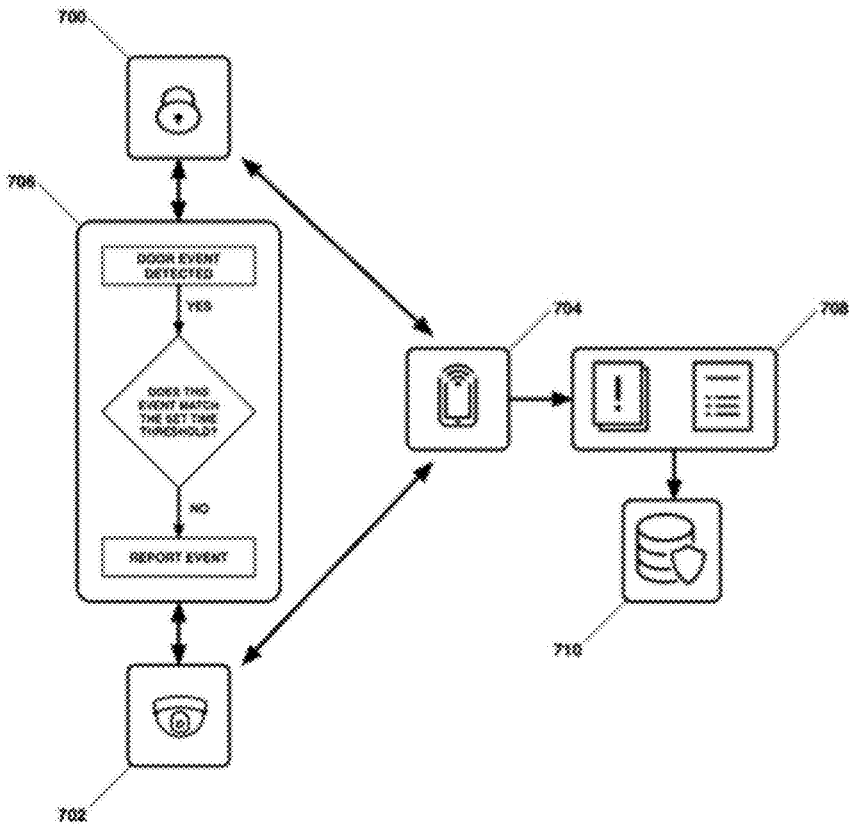 700
706
DOOR EVENT
DETECTED
YES
704
708
DOES THIS
EVENT MATCH
THE SET TIME
THRESHOLD?
NO
REPORT EVENT
710
702